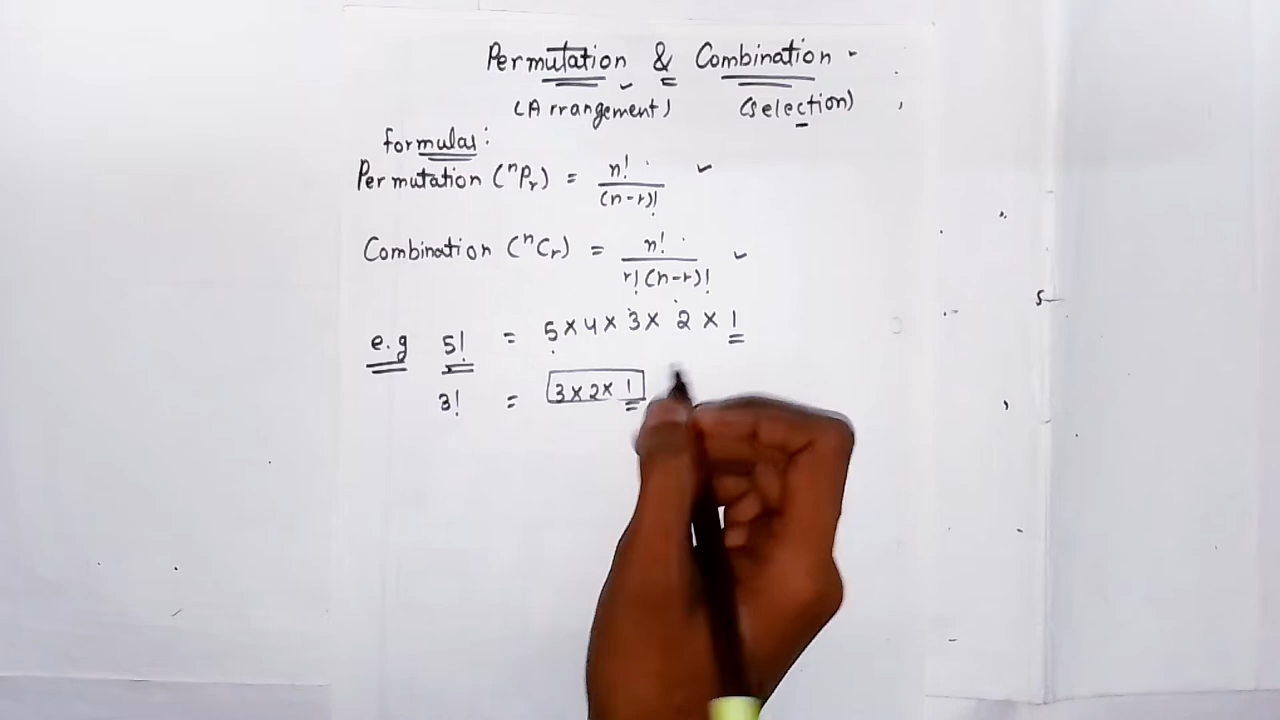 Permutation & Combination
(Arrangement) (selection)
formulas:
Permutation (ⁿPᵣ) = n! / (n-r)!
Combination (ⁿCᵣ) = n! / r!(n-r)!
e.g 5! = 5 × 4 × 3 × 2 × 1
3! = 3 × 2 × 1